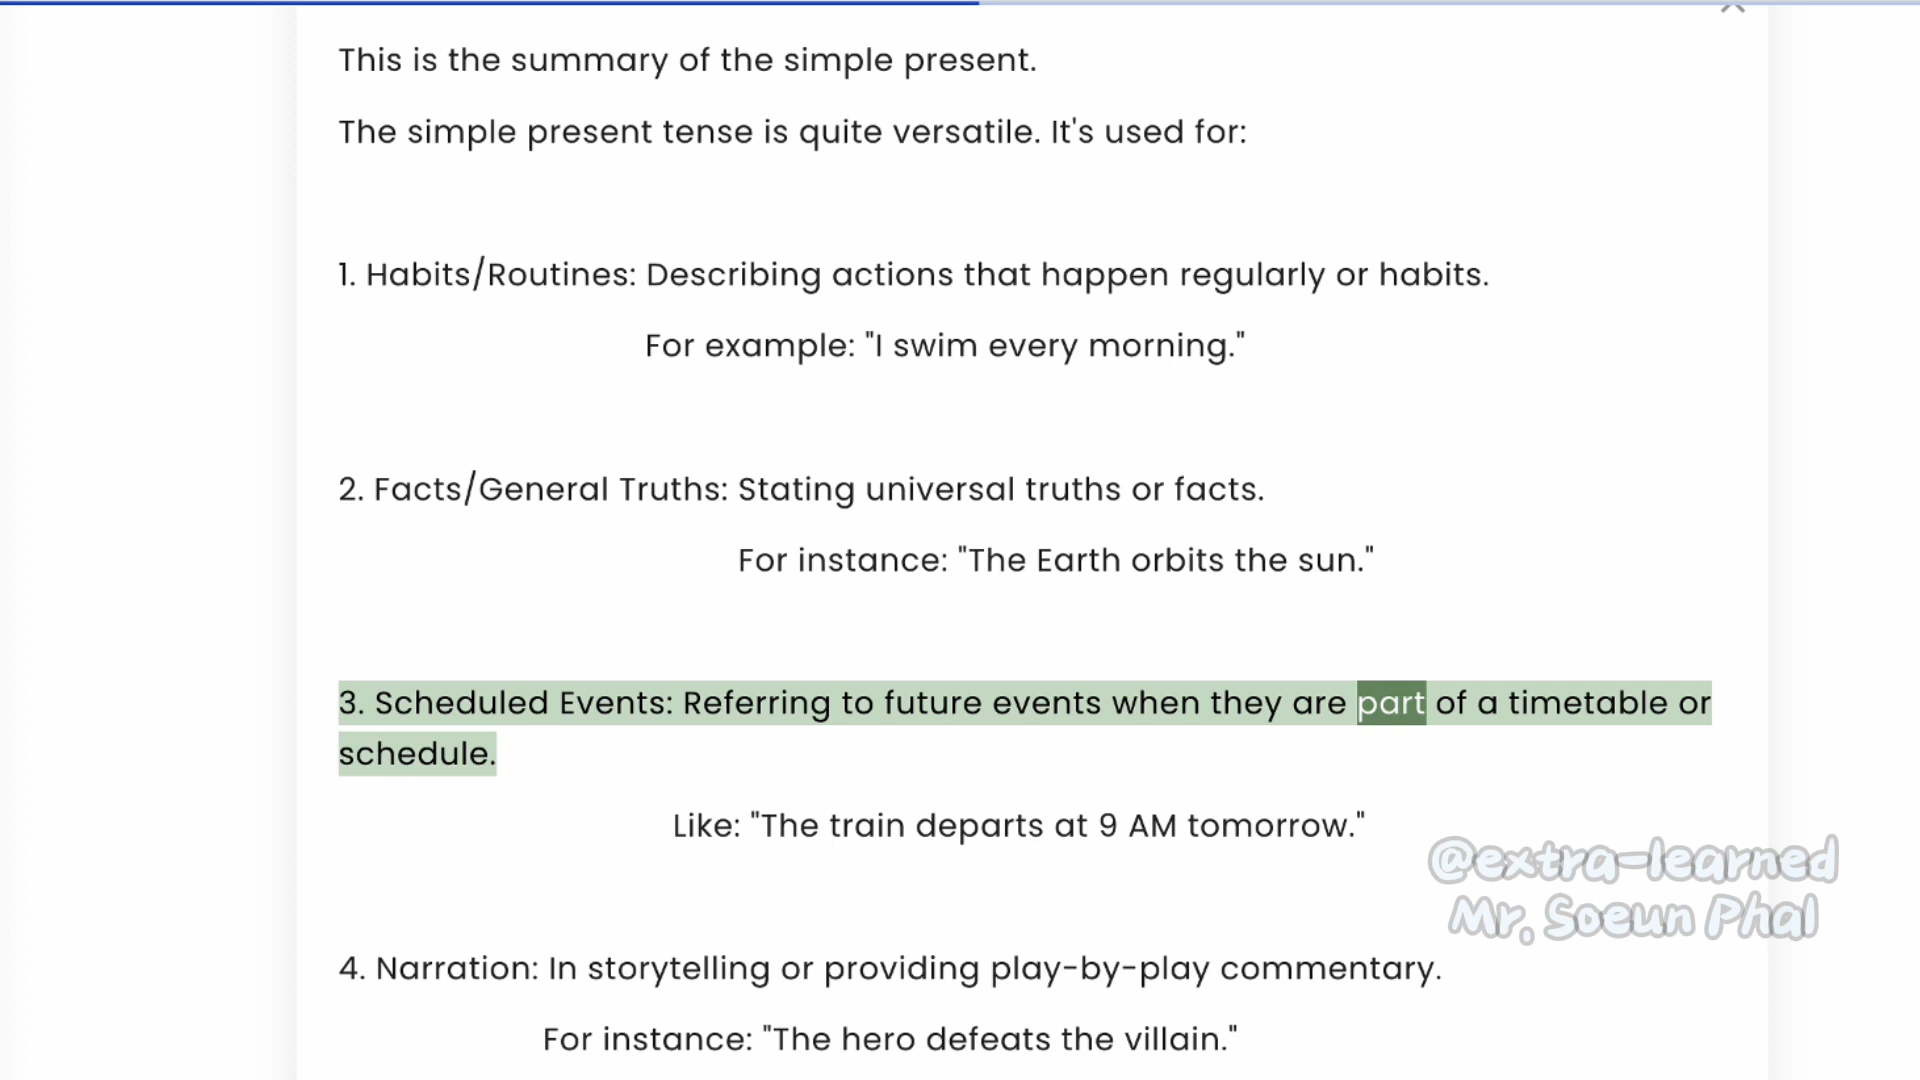 This is the summary of the simple present.
The simple present tense is quite versatile. It's used for:
1. Habits/Routines: Describing actions that happen regularly or habits.
For example: "I swim every morning."
2. Facts/General Truths: Stating universal truths or facts.
For instance: "The Earth orbits the sun."
3. Scheduled Events: Referring to future events when they are part of a timetable or
schedule.
Like: "The train departs at 9 AM tomorrow."
@extra-learned
Mr. Soeun Phal
4. Narration: In storytelling or providing play-by-play commentary.
For instance: "The hero defeats the villain."